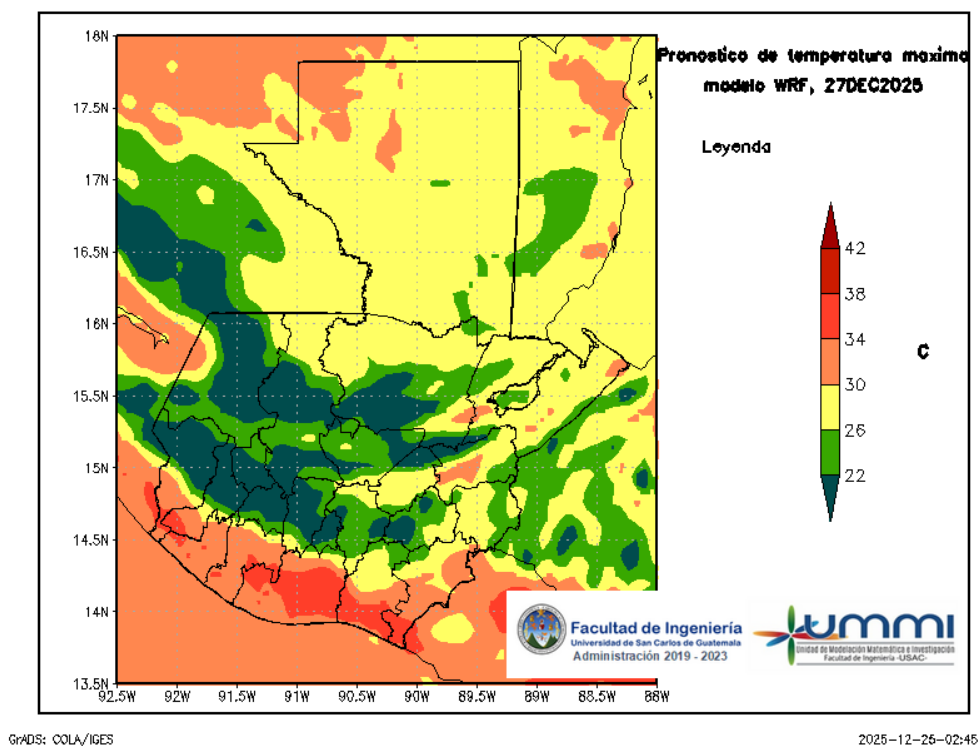 Pronostico de temperatura maxima
modelo WRF, 27DEC2025
Leyenda
42
38
34
30
26
22
C
18N
17.5N
17N
16.5N
16N
15.5N
15N
14.5N
14N
13.5N
92.5W
92W
91.5W
91W
90.5W
90W
89.5W
89W
88.5W
88W
Facultad de Ingeniería
Universidad de San Carlos de Guatemala
Administración 2019 - 2023
ummi
Unidad de Modelación Matemática e Investigación
Facultad de Ingeniería -USAC-
GrADS: COLA/IGES
2025-12-26-02:45